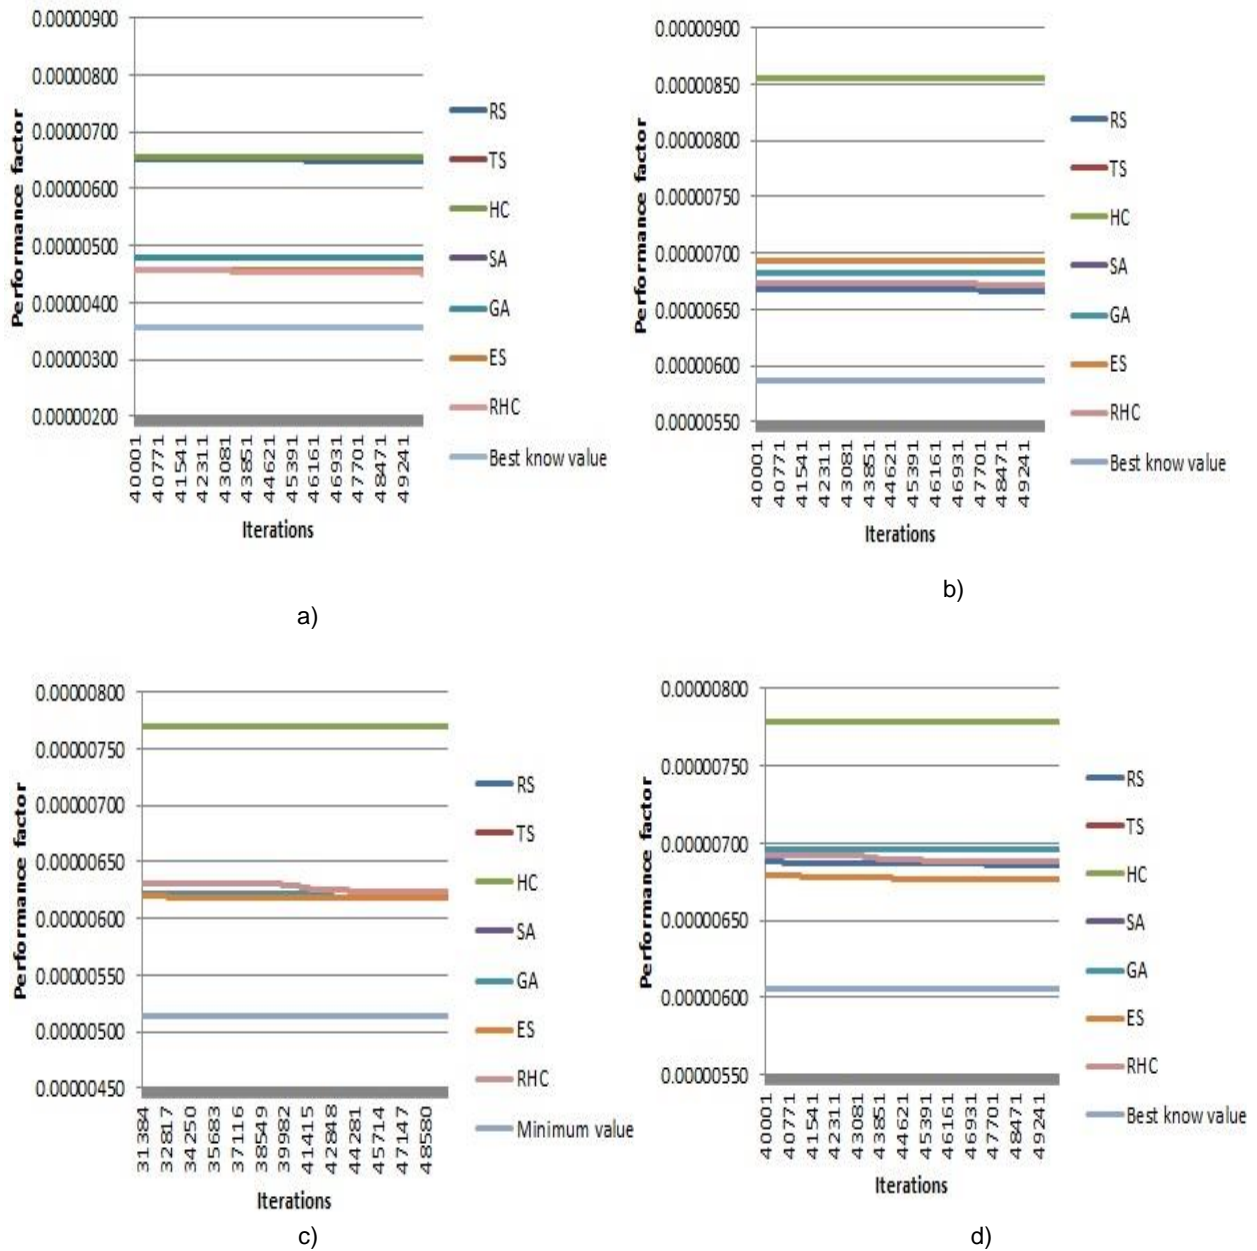 0.00000900
0.00000800
0.00000700
0.00000600
0.00000500
0.00000400
0.00000300
0.00000200
Performance factor
40001
40771
41541
42311
43081
43851
44621
45391
46161
46931
47701
48471
49241
Iterations
RS
TS
HC
SA
GA
ES
RHC
Best know value
a)
0.00000900
0.00000850
0.00000800
0.00000750
0.00000700
0.00000650
0.00000600
0.00000550
Performance factor
40001
40771
41541
42311
43081
43851
44621
45391
46161
46931
47701
48471
49241
Iterations
RS
TS
HC
SA
GA
ES
RHC
Best know value
b)
0.00000800
0.00000750
0.00000700
0.00000650
0.00000600
0.00000550
0.00000500
0.00000450
Performance factor
31384
32817
34250
35683
37116
38549
39982
41415
42848
44281
45714
47147
48580
Iterations
RS
TS
HC
SA
GA
ES
RHC
Minimum value
c)
0.00000800
0.00000750
0.00000700
0.00000650
0.00000600
0.00000550
Performance factor
40001
40771
41541
42311
43081
43851
44621
45391
46161
46931
47701
48471
49241
Iterations
RS
TS
HC
SA
GA
ES
RHC
Best know value
d)